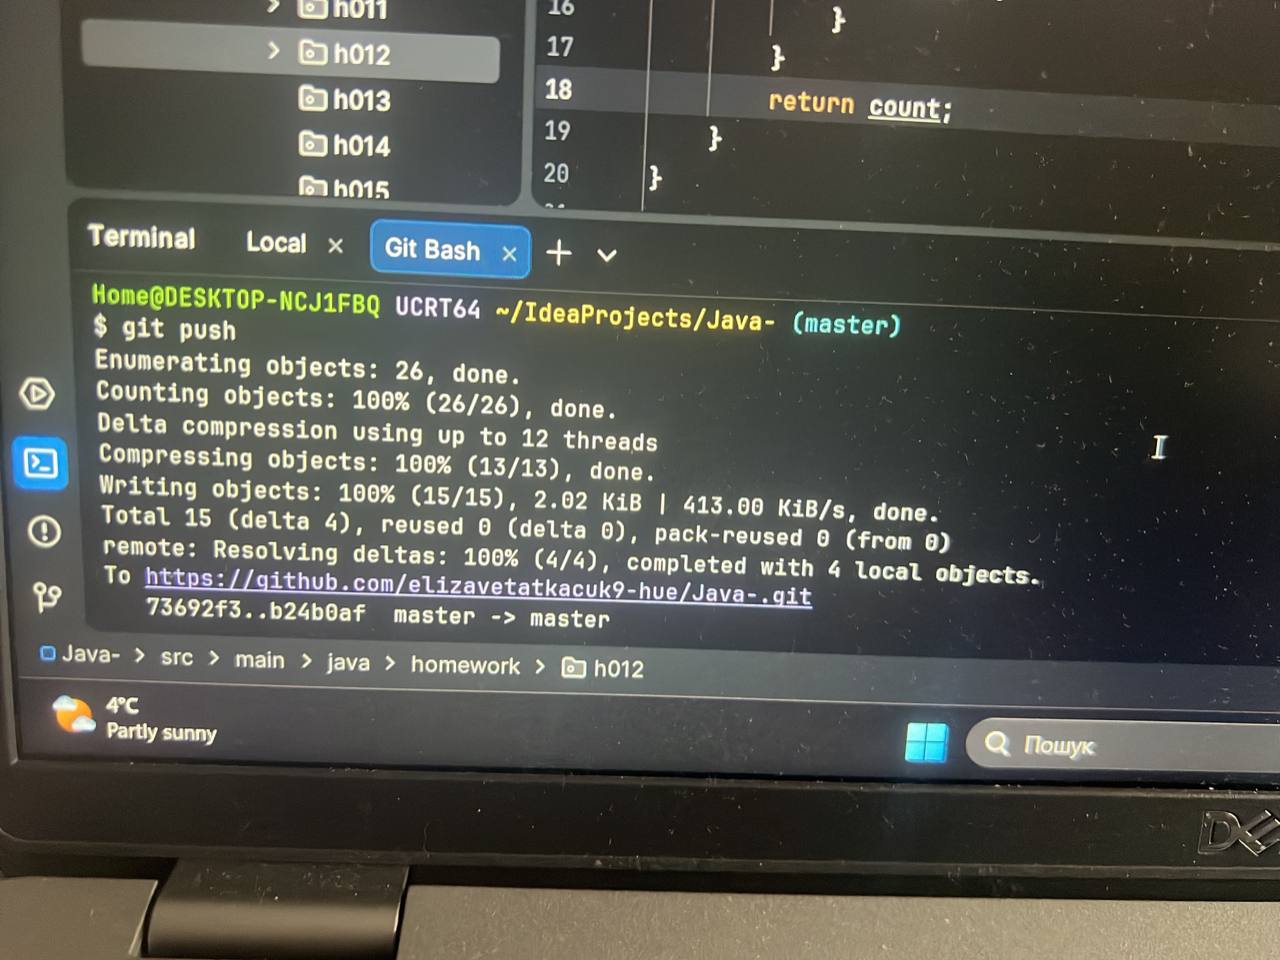 h011
h012
h013
h014
h015
16 }
17 }
18 return count;
19 }
20 }
Terminal Local × Git Bash ×
Home@DESKTOP-NCJ1FBQ UCRT64 ~/IdeaProjects/Java- (master)
$ git push
Enumerating objects: 26, done.
Counting objects: 100% (26/26), done.
Delta compression using up to 12 threads
Compressing objects: 100% (13/13), done.
Writing objects: 100% (15/15), 2.02 KiB | 413.00 KiB/s, done.
Total 15 (delta 4), reused 0 (delta 0), pack-reused 0 (from 0)
remote: Resolving deltas: 100% (4/4), completed with 4 local objects.
To https://github.com/elizavetatkacuk9-hue/Java-.git
73692f3..b24b0af master -> master
Java- > src > main > java > homework > h012
4°C
Partly sunny
Пошук
DELL